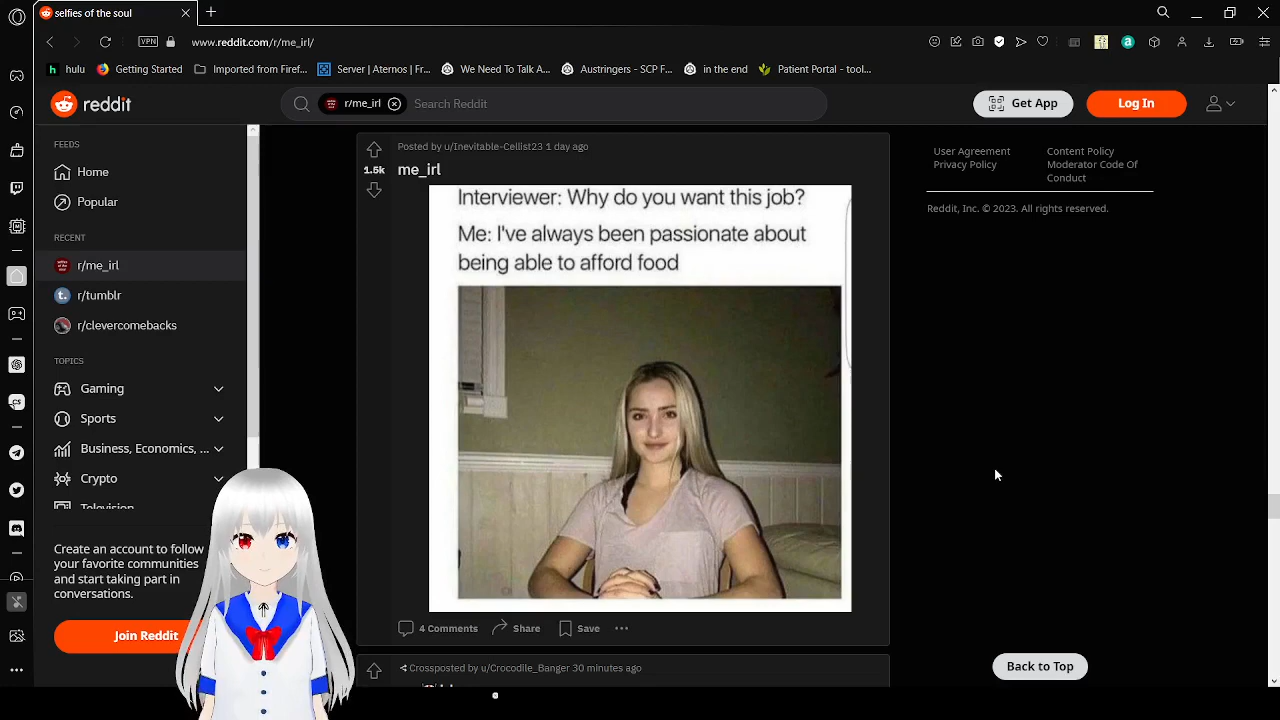 selfies of the soul
VPN
www.reddit.com/r/me_irl/
hulu
Getting Started
Imported from Firef...
Server | Aternos | Fr...
We Need To Talk A...
Austringers - SCP F...
in the end
Patient Portal - tool...
reddit
r/me_irl
Search Reddit
Get App
Log In
FEEDS
Home
Popular
RECENT
r/me_irl
r/tumblr
r/clevercomebacks
TOPICS
Gaming
Sports
Business, Economics, ...
Crypto
Television
Create an account to follow
your favorite communities
and start taking part in
conversations.
Join Reddit
Posted by u/Inevitable-Cellist23 1 day ago
1.5k
me_irl
Interviewer: Why do you want this job?
Me: I've always been passionate about
being able to afford food
4 Comments
Share
Save
Crossposted by u/Crocodile_Banger 30 minutes ago
User Agreement
Privacy Policy
Content Policy
Moderator Code Of
Conduct
Reddit, Inc. © 2023. All rights reserved.
Back to Top